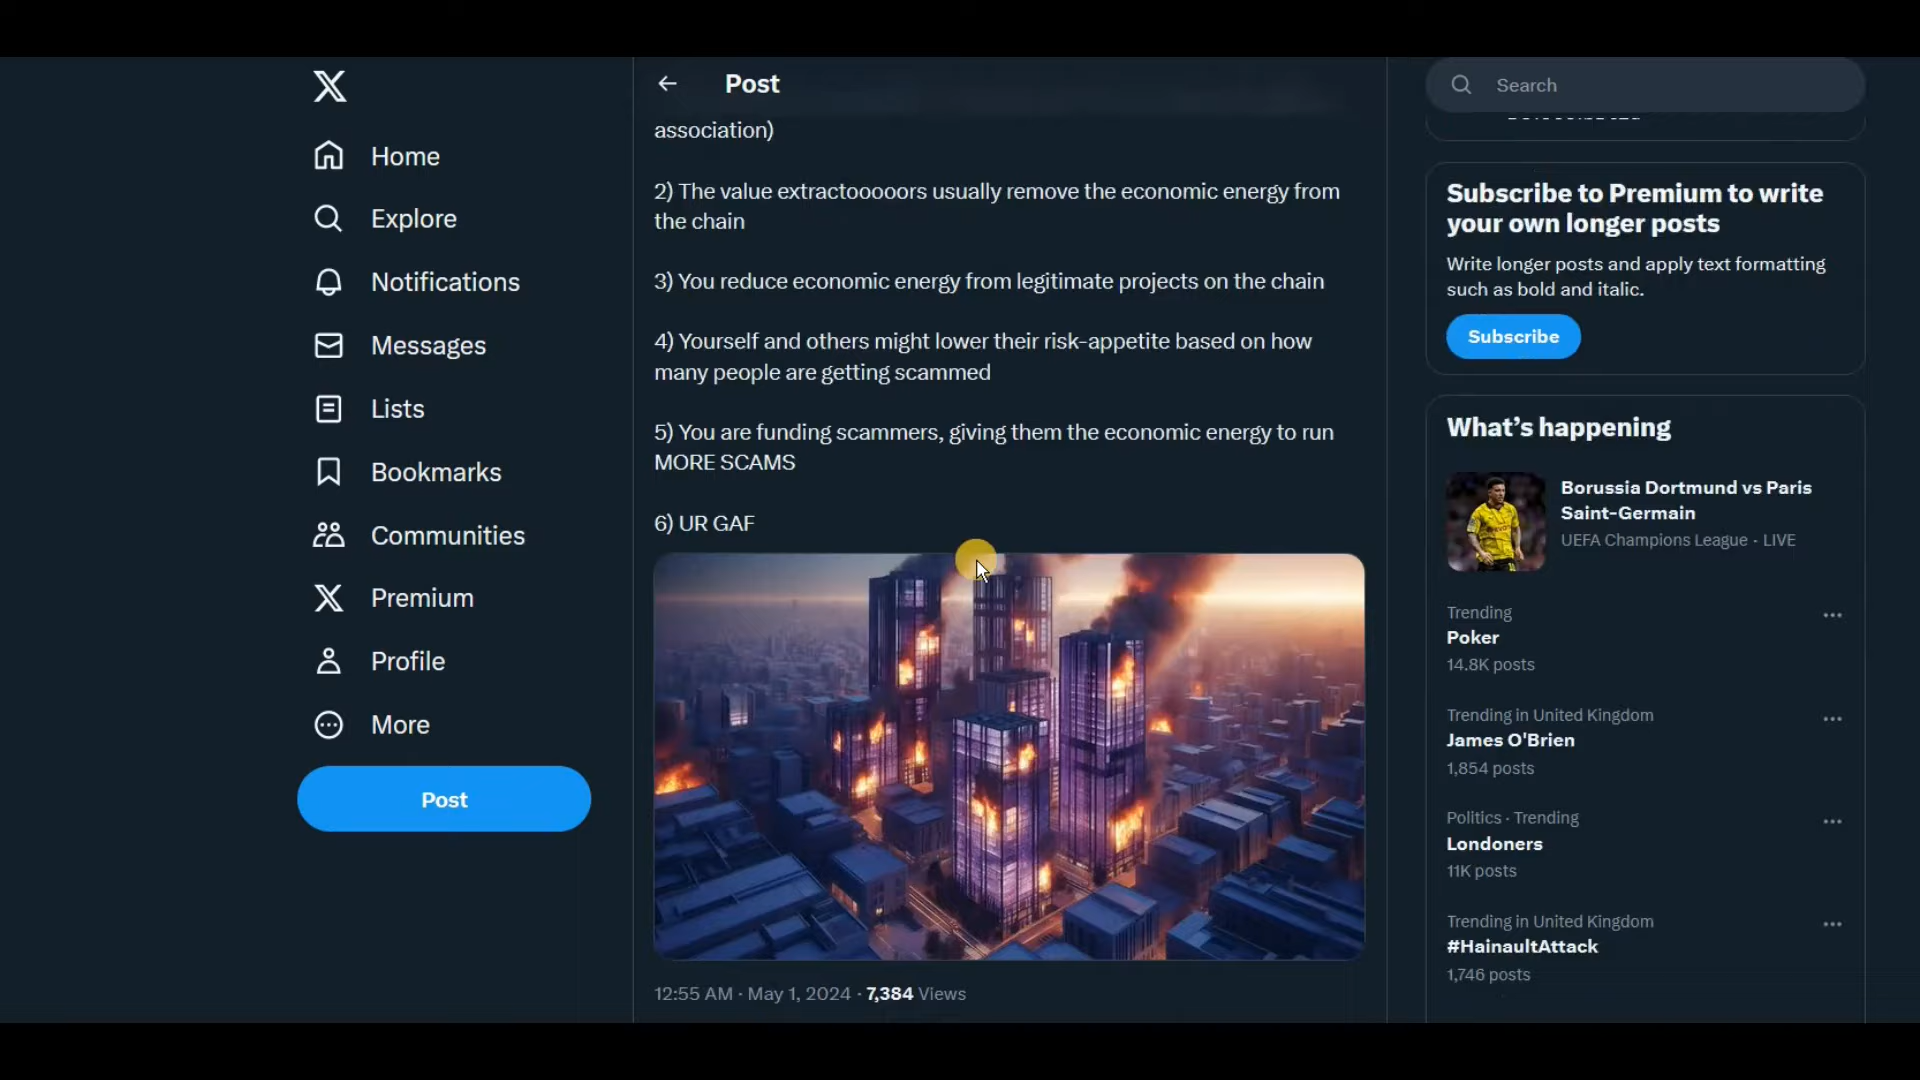 Post
Search
Home
Explore
Notifications
Messages
Lists
Bookmarks
Communities
Premium
Profile
More
Post
association)
2) The value extractooooors usually remove the economic energy from
the chain
3) You reduce economic energy from legitimate projects on the chain
4) Yourself and others might lower their risk-appetite based on how
many people are getting scammed
5) You are funding scammers, giving them the economic energy to run
MORE SCAMS
6) UR GAF
12:55 AM · May 1, 2024 · 7,384 Views
Subscribe to Premium to write
your own longer posts
Write longer posts and apply text formatting
such as bold and italic.
Subscribe
What’s happening
Borussia Dortmund vs Paris
Saint-Germain
UEFA Champions League · LIVE
Trending
Poker
14.8K posts
Trending in United Kingdom
James O'Brien
1,854 posts
Politics · Trending
Londoners
11K posts
Trending in United Kingdom
#HainaultAttack
1,746 posts